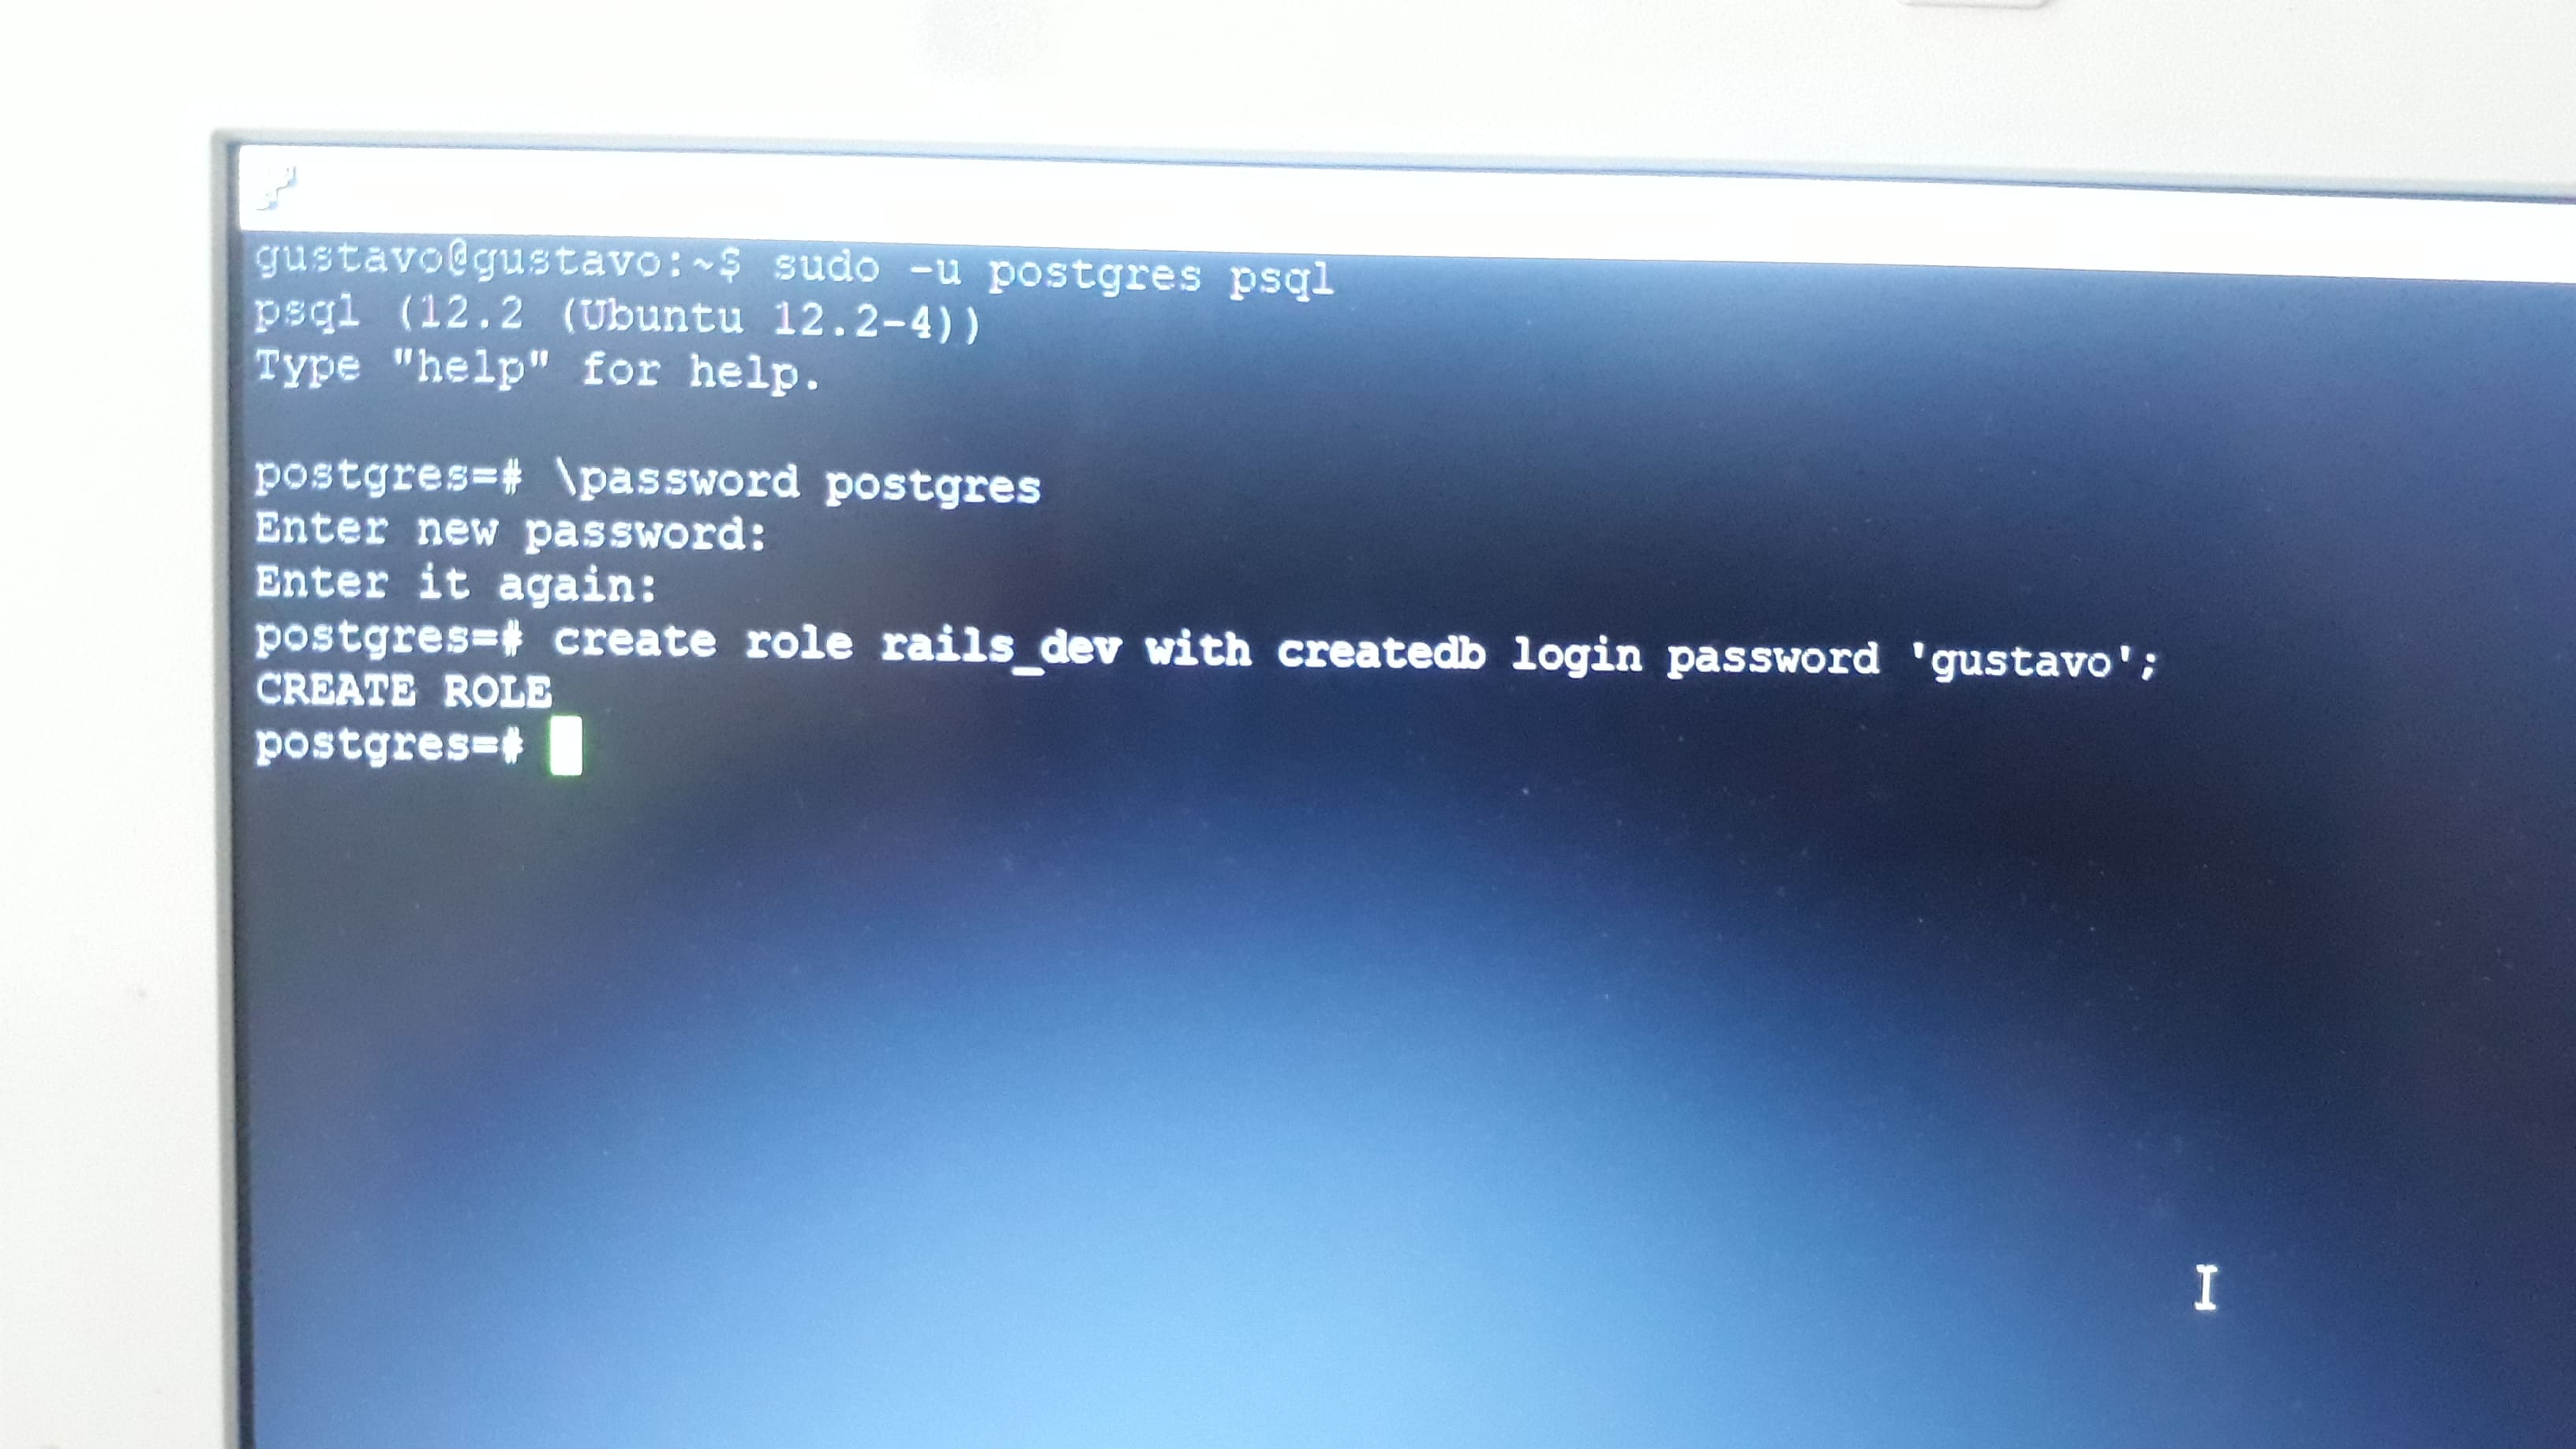 gustavo@gustavo:~$ sudo -u postgres psql
psql (12.2 (Ubuntu 12.2-4))
Type "help" for help.
postgres=# \password postgres
Enter new password:
Enter it again:
postgres=# create role rails_dev with createdb login password 'gustavo';
CREATE ROLE
postgres=#